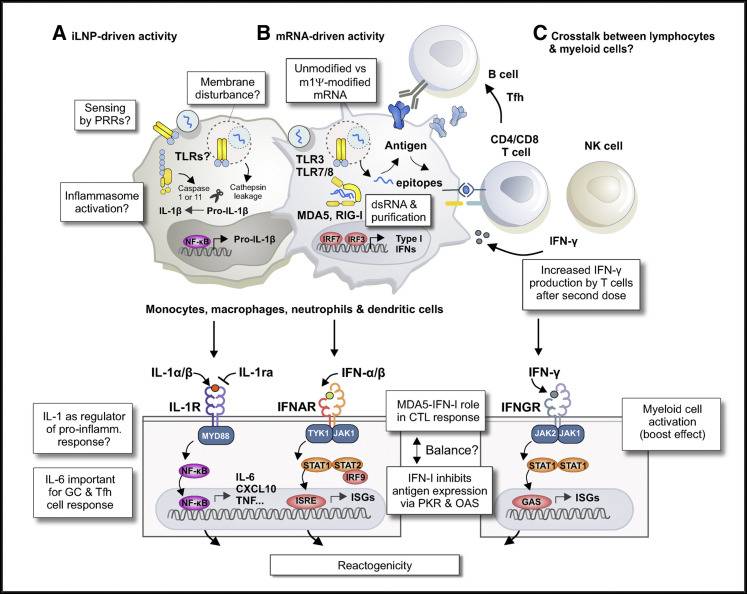 A iLNP-driven activity
B mRNA-driven activity
C Crosstalk between lymphocytes
& myeloid cells?
Membrane
disturbance?
Unmodified vs
m1Ψ-modified
mRNA
B cell
Tfh
Sensing
by PRRs?
TLRs?
TLR3
TLR7/8
Antigen
CD4/CD8
T cell
NK cell
Caspase
1 or 11
Cathepsin
leakage
epitopes
Inflammasome
activation?
IL-1β
Pro-IL-1β
MDA5, RIG-I
dsRNA &
purification
NF-κB
Pro-IL-1β
IRF7
IRF3
Type I
IFNs
IFN-γ
Increased IFN-γ
production by T cells
after second dose
Monocytes, macrophages, neutrophils & dendritic cells
IL-1α/β
IL-1ra
IFN-α/β
IFN-γ
IL-1R
IFNAR
IFNGR
IL-1 as regulator
of pro-inflamm.
response?
MDA5-IFN-I role
in CTL response
Myeloid cell
activation
(boost effect)
MYD88
TYK1
JAK1
JAK2
JAK1
Balance?
NF-κB
STAT1
STAT2
IRF9
STAT1
STAT1
IL-6 important
for GC & Tfh
cell response
IFN-I inhibits
antigen expression
via PKR & OAS
NF-κB
IL-6
CXCL10
TNF...
ISRE
ISGs
GAS
ISGs
Reactogenicity